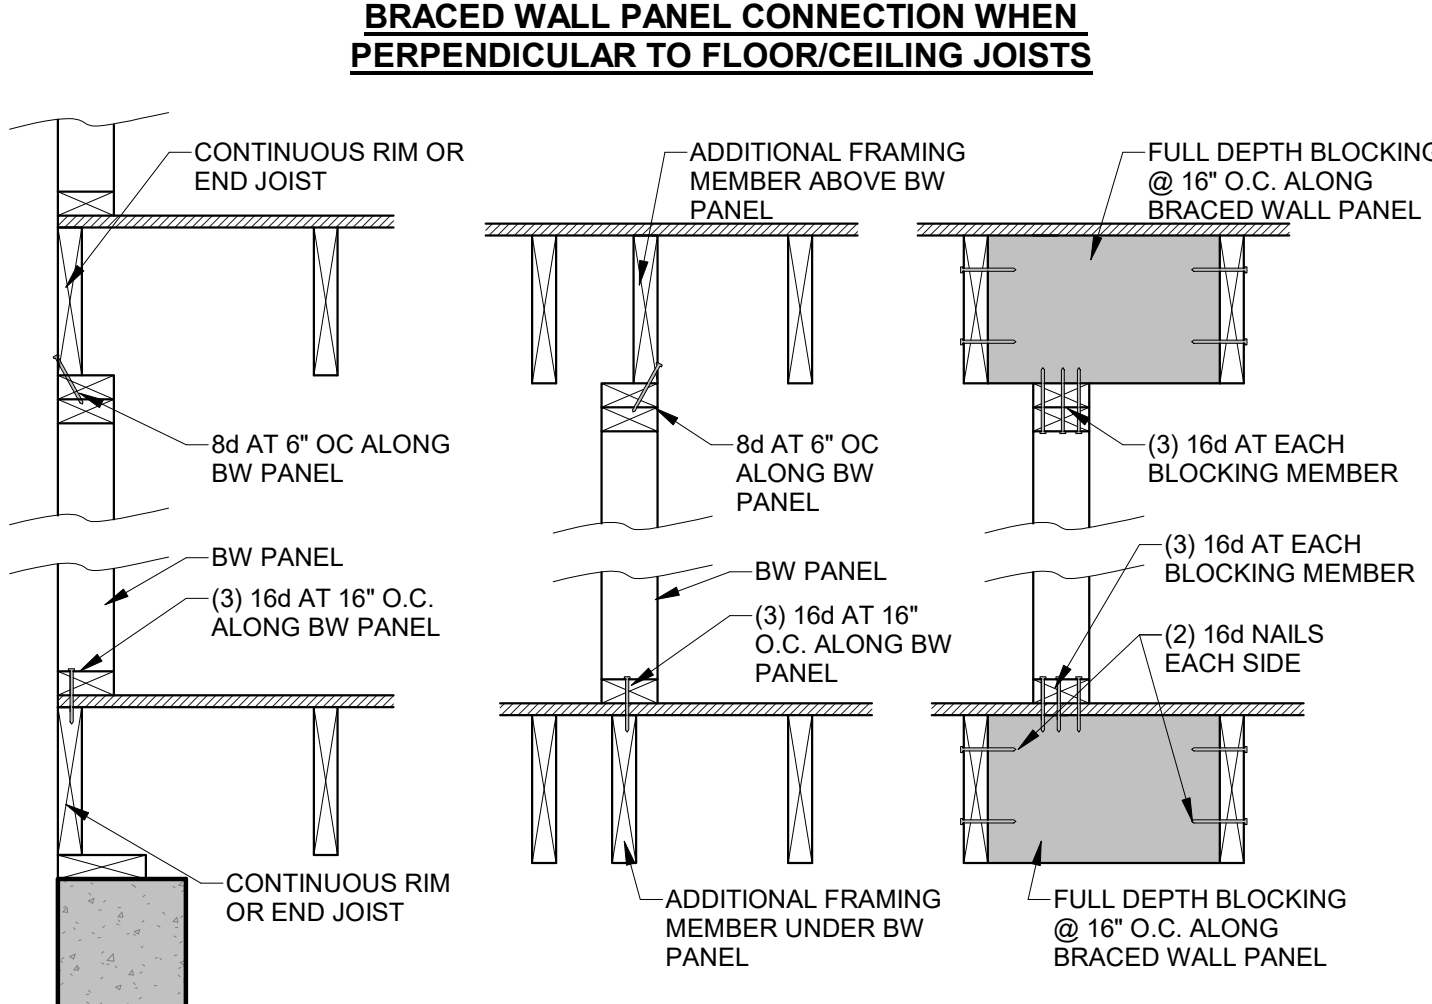 BRACED WALL PANEL CONNECTION WHEN
PERPENDICULAR TO FLOOR/CEILING JOISTS
CONTINUOUS RIM OR
END JOIST
ADDITIONAL FRAMING
MEMBER ABOVE BW
PANEL
FULL DEPTH BLOCKING
@ 16" O.C. ALONG
BRACED WALL PANEL
8d AT 6" OC ALONG
BW PANEL
8d AT 6" OC
ALONG BW
PANEL
(3) 16d AT EACH
BLOCKING MEMBER
BW PANEL
(3) 16d AT 16" O.C.
ALONG BW PANEL
BW PANEL
(3) 16d AT 16"
O.C. ALONG BW
PANEL
(3) 16d AT EACH
BLOCKING MEMBER
(2) 16d NAILS
EACH SIDE
CONTINUOUS RIM
OR END JOIST
ADDITIONAL FRAMING
MEMBER UNDER BW
PANEL
FULL DEPTH BLOCKING
@ 16" O.C. ALONG
BRACED WALL PANEL